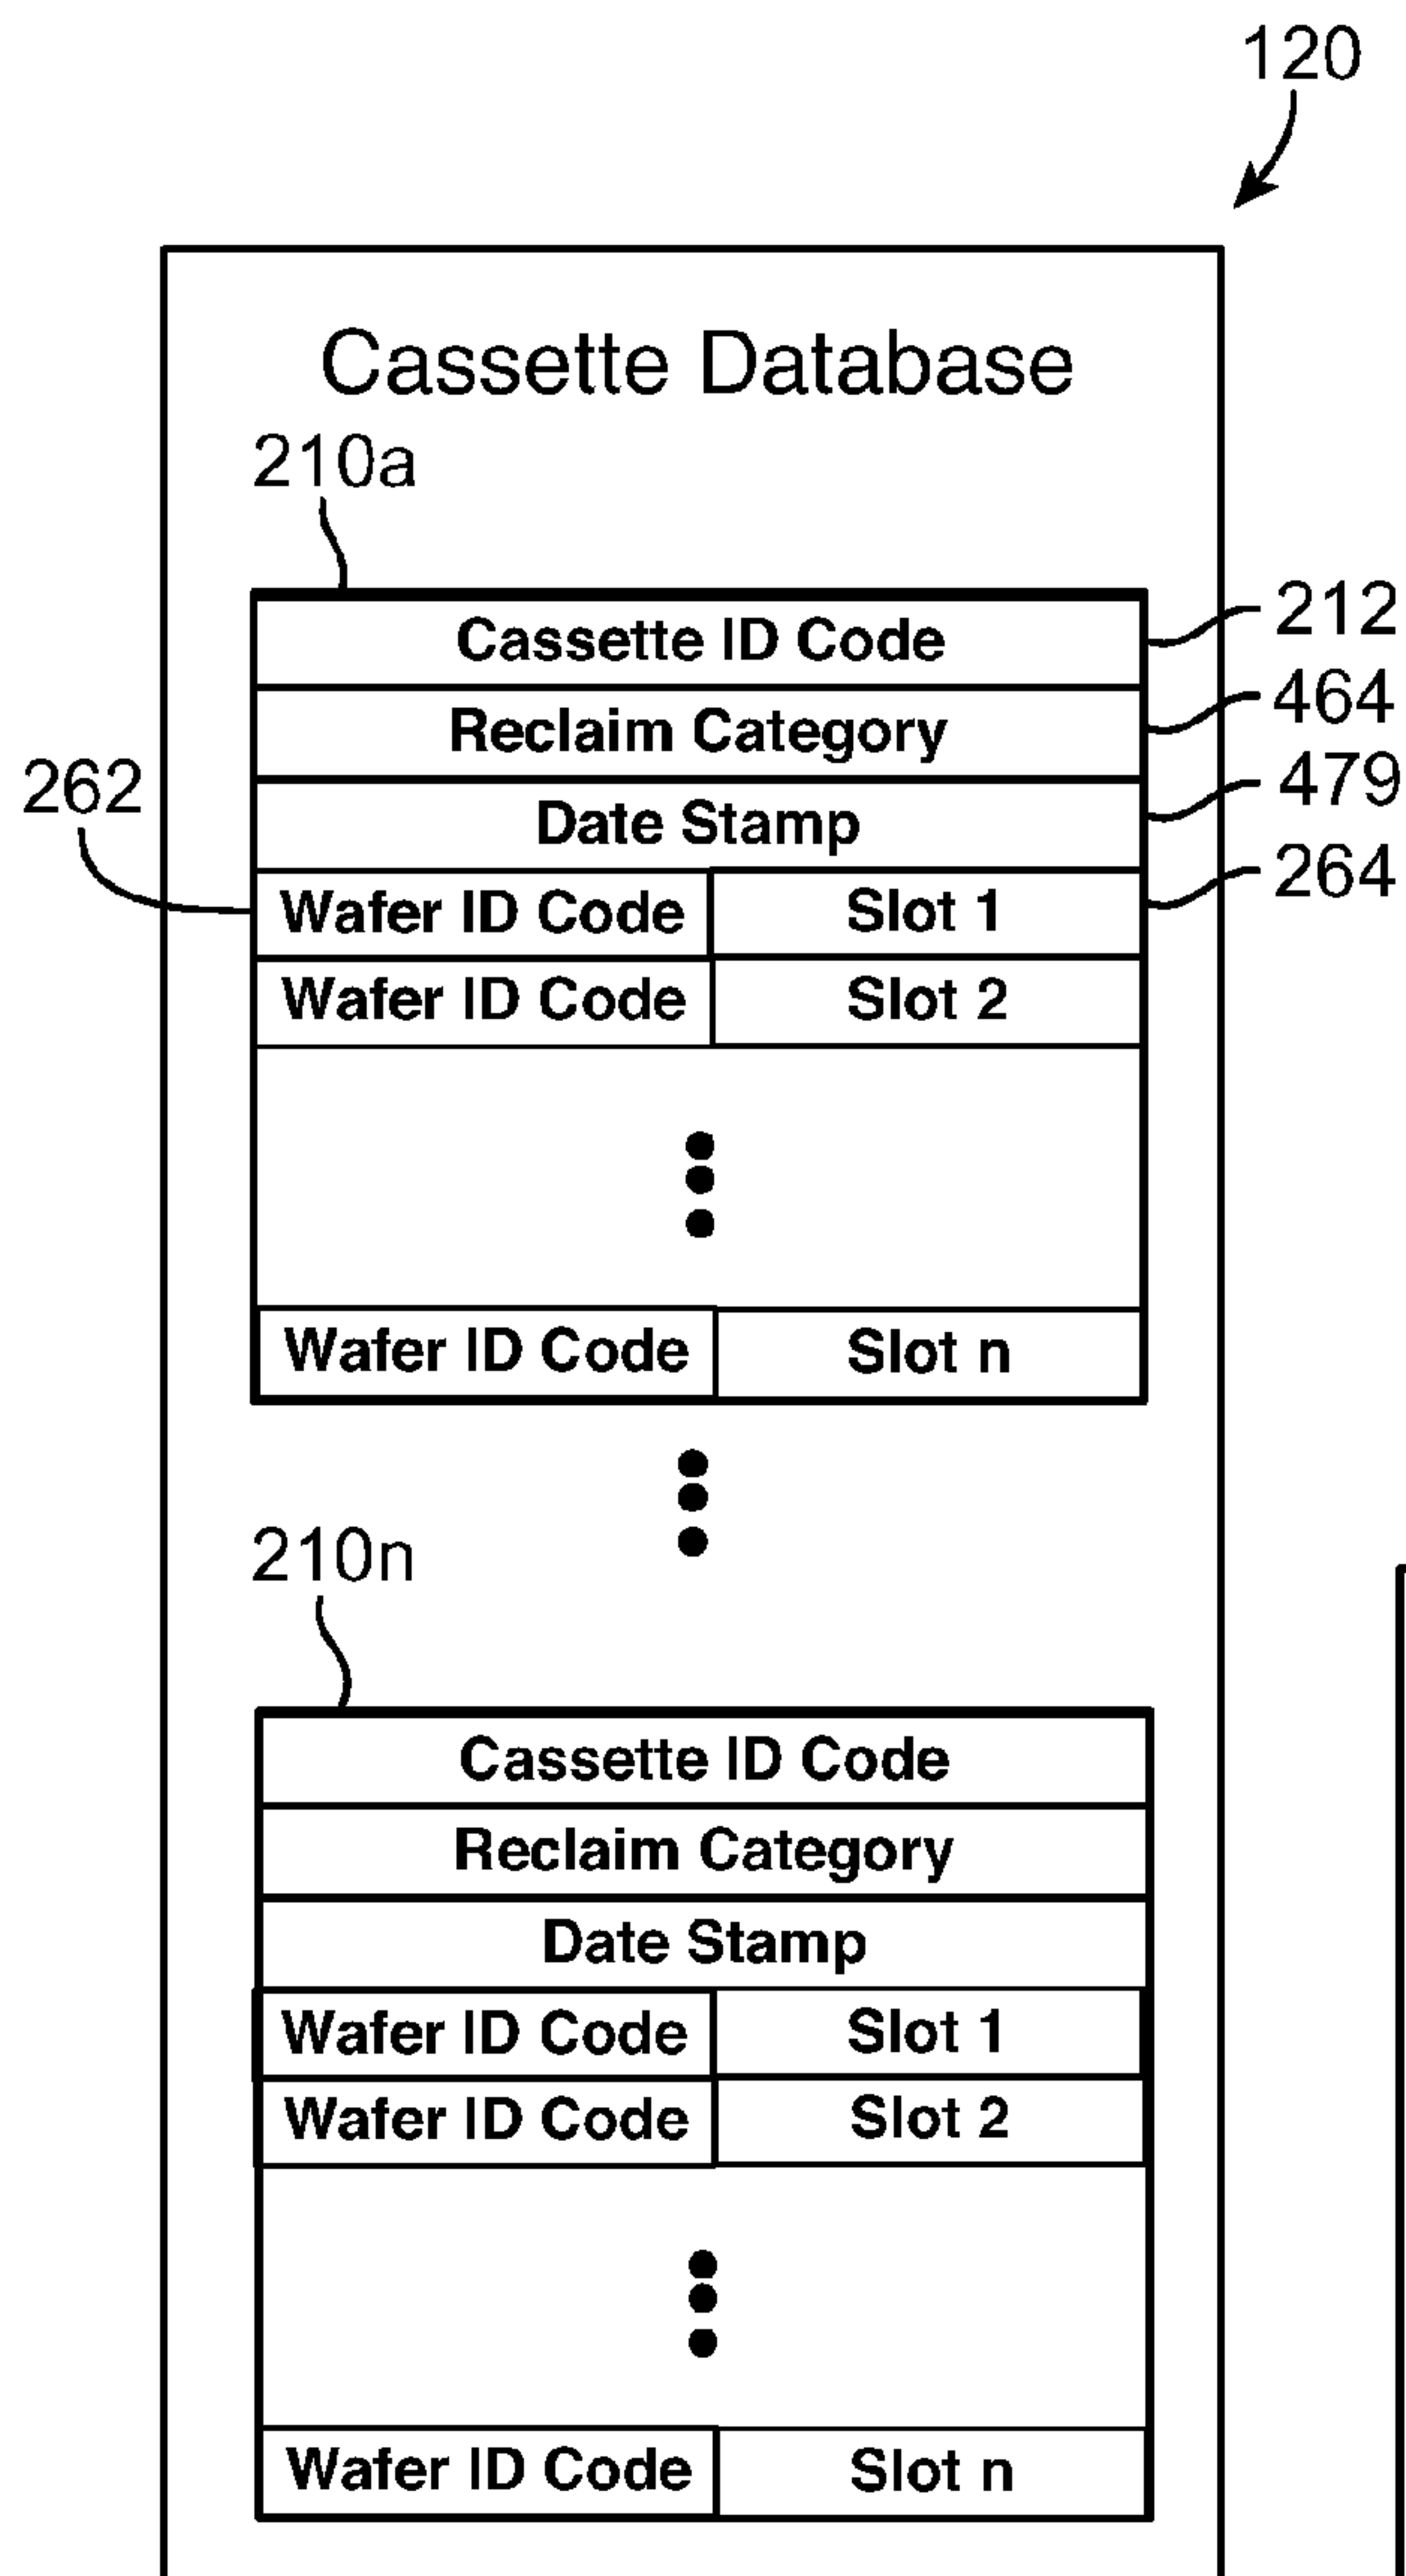 120
Cassette Database
210a
Cassette ID Code
212
Reclaim Category
464
Date Stamp
479
262
Wafer ID Code Slot 1
264
Wafer ID Code Slot 2
Wafer ID Code Slot n
210n
Cassette ID Code
Reclaim Category
Date Stamp
Wafer ID Code Slot 1
Wafer ID Code Slot 2
Wafer ID Code Slot n